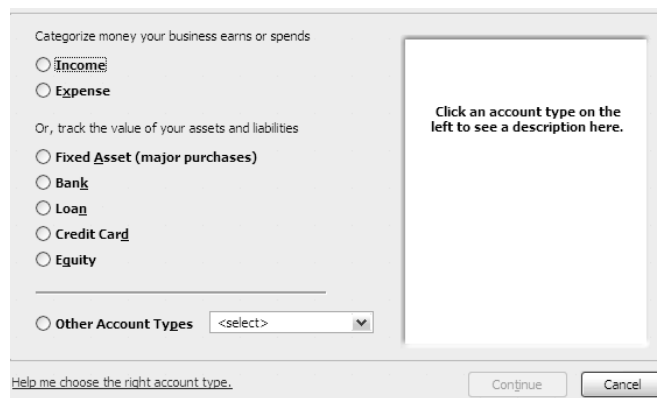 Categorize money your business earns or spends
Income
Expense
Or, track the value of your assets and liabilities
Fixed Asset (major purchases)
Bank
Loan
Credit Card
Equity
Other Account Types <select>
Click an account type on the
left to see a description here.
Help me choose the right account type.
Continue Cancel